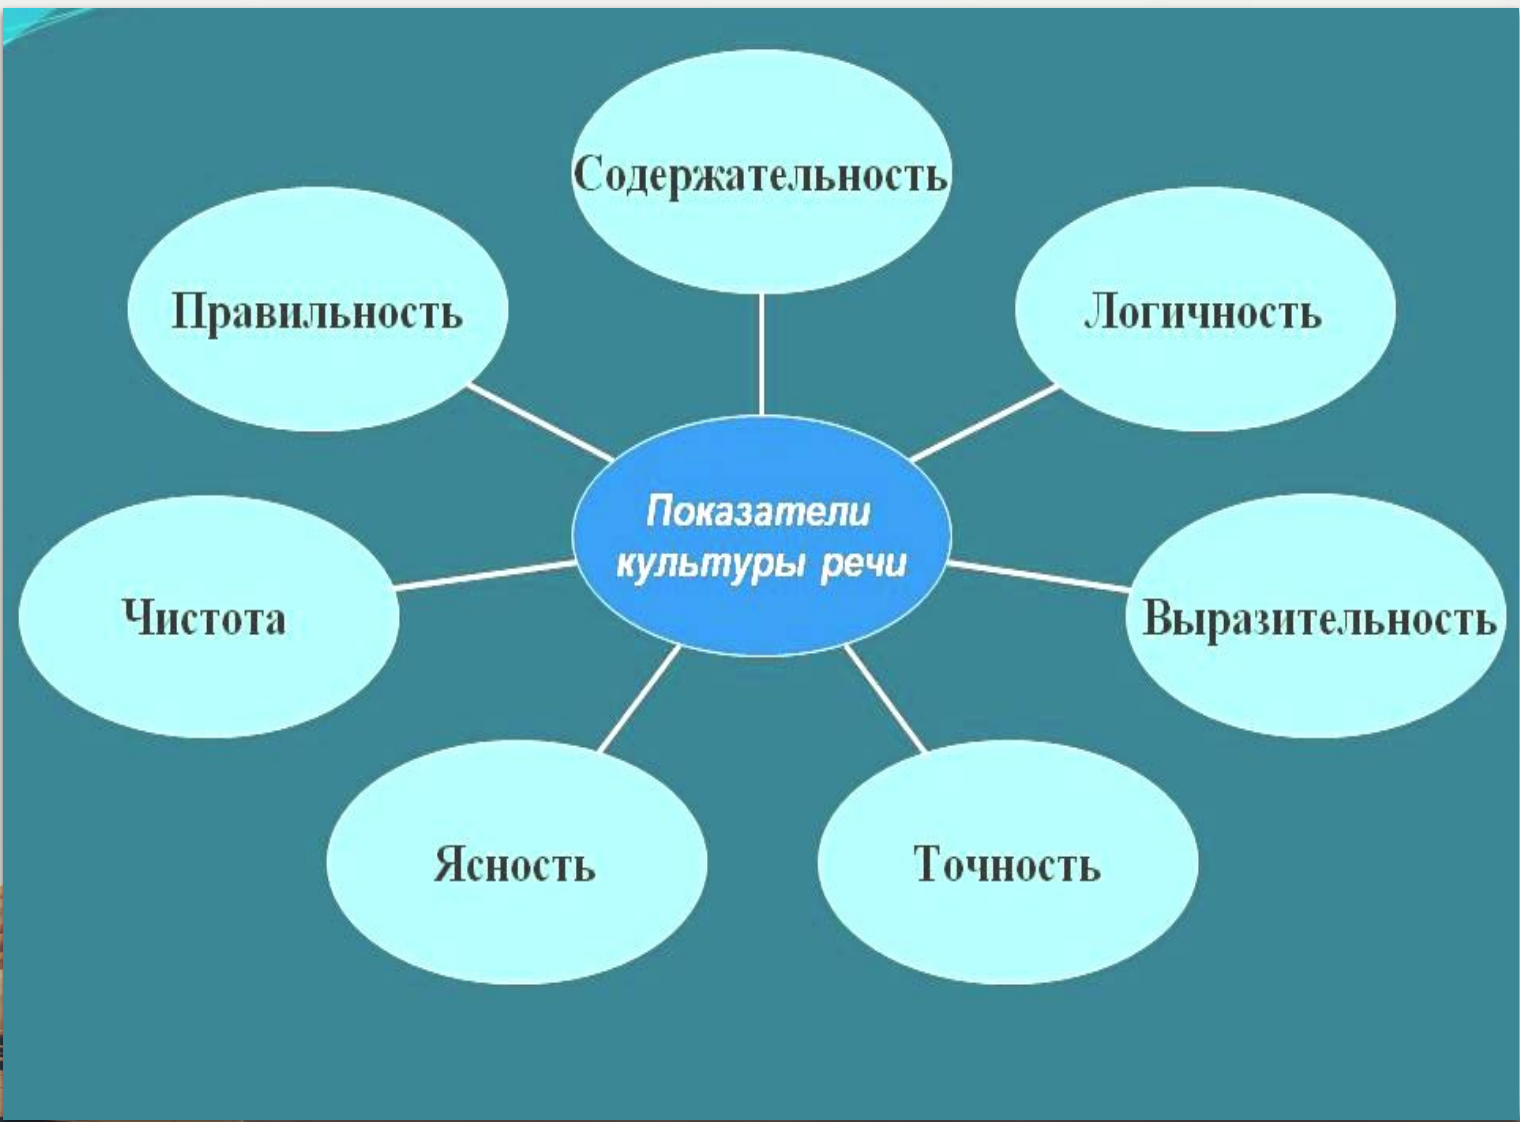 Содержательность
Правильность
Логичность
Показатели
культуры речи
Чистота
Выразительность
Ясность
Точность